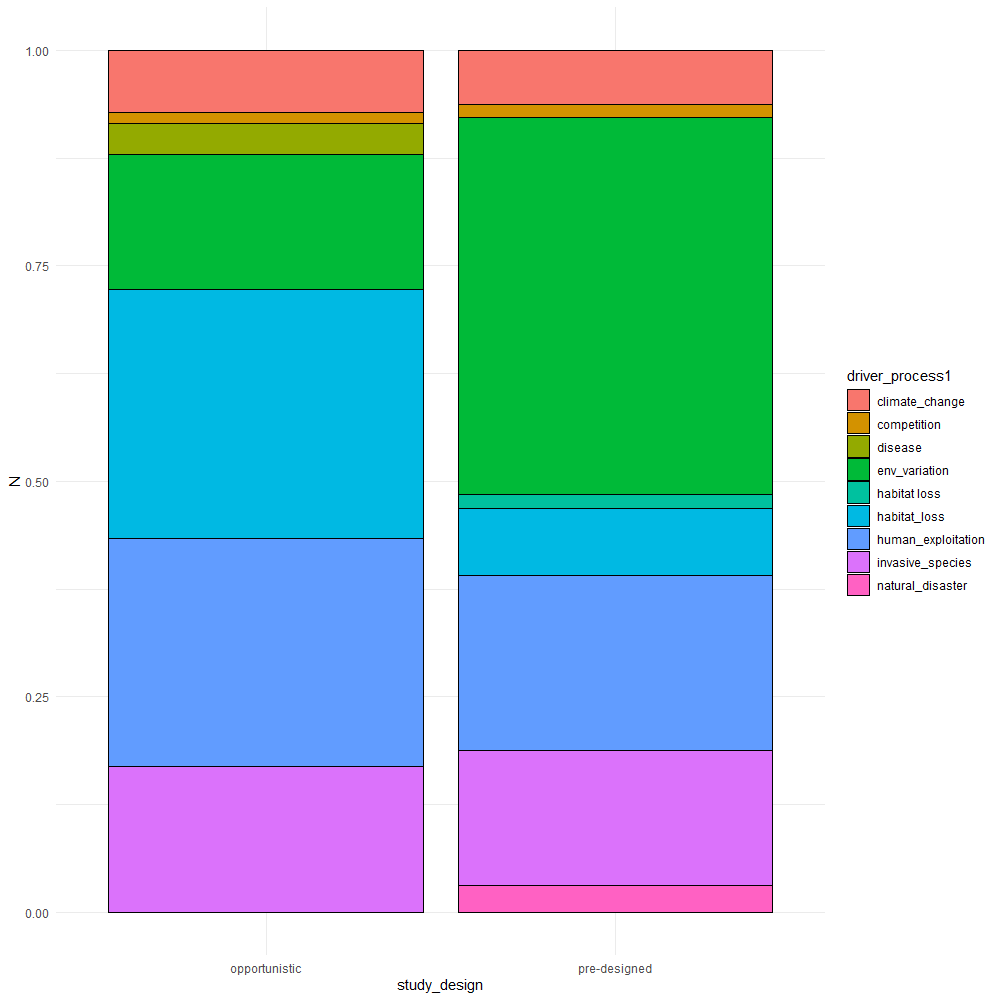 1.00
0.75
0.50
0.25
0.00
N
opportunistic
pre-designed
study_design
driver_process1
climate_change
competition
disease
env_variation
habitat loss
habitat_loss
human_exploitation
invasive_species
natural_disaster